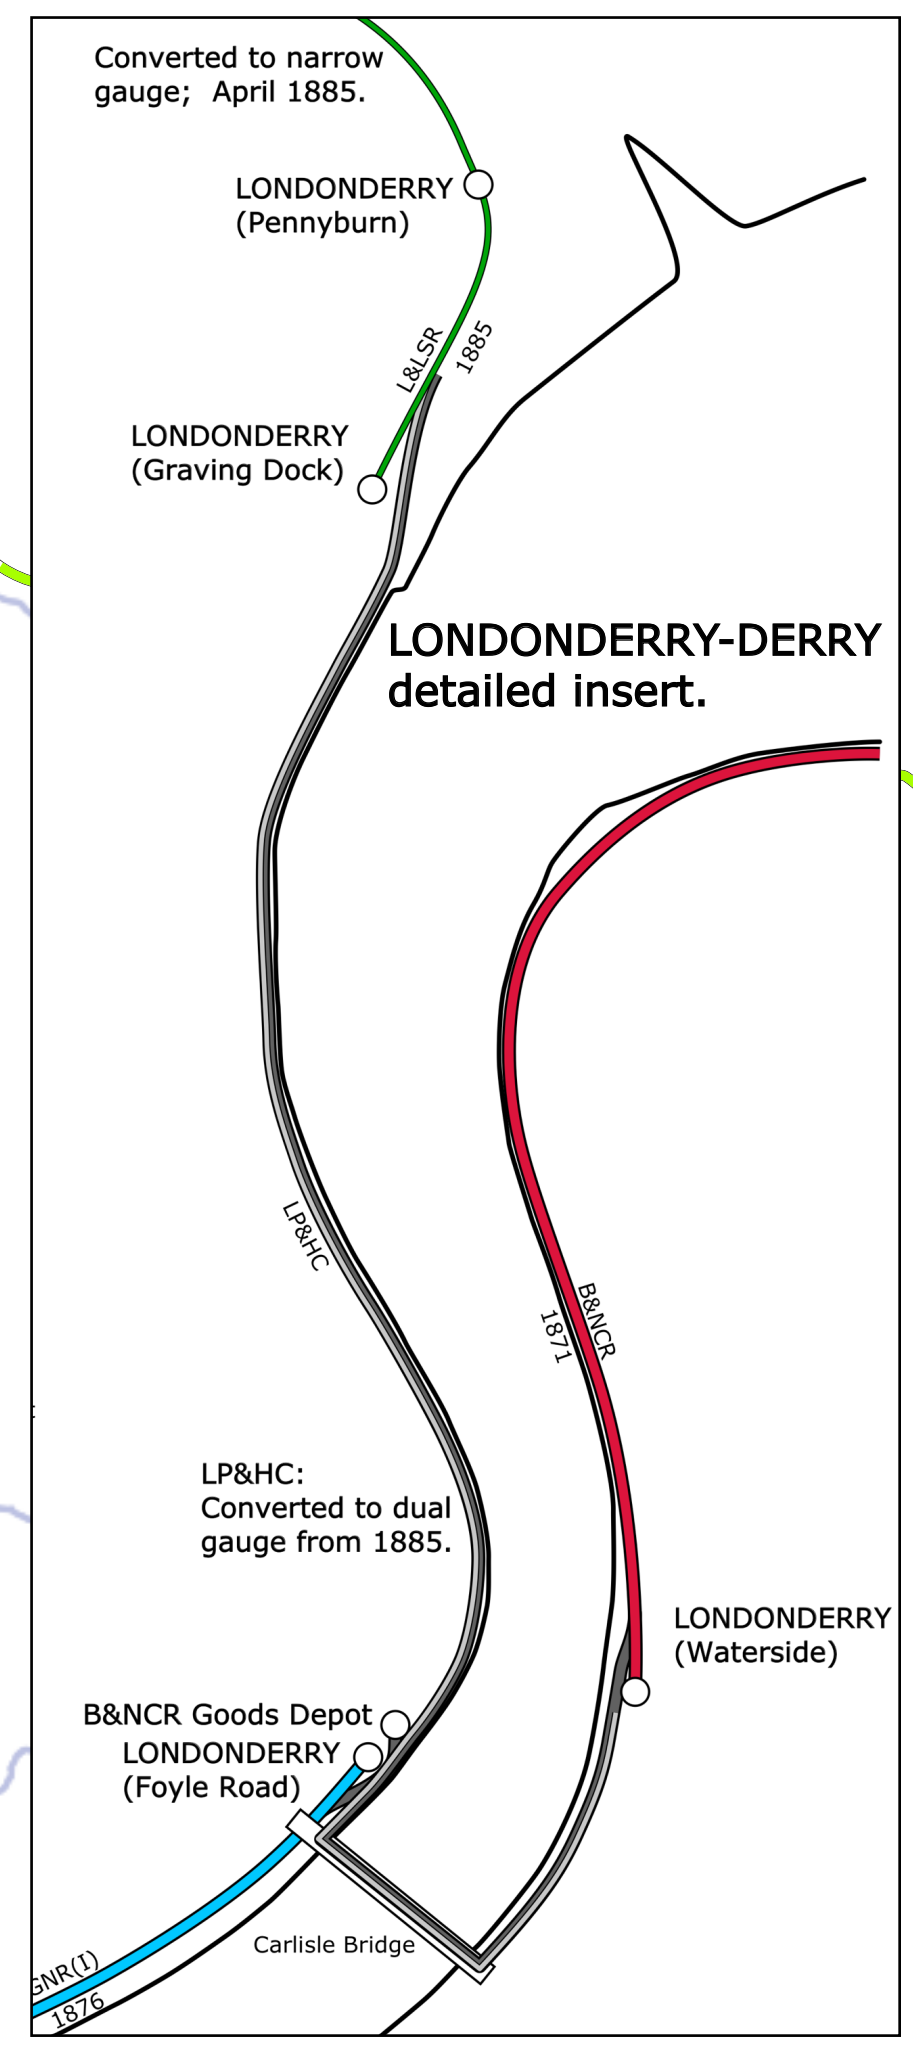 Converted to narrow
gauge; April 1885.
LONDONDERRY
(Pennyburn)
L&LSR
1885
LONDONDERRY
(Graving Dock)
LONDONDERRY-DERRY
detailed insert.
LP&HC
B&NCR
1871
LP&HC:
Converted to dual
gauge from 1885.
LONDONDERRY
(Waterside)
B&NCR Goods Depot
LONDONDERRY
(Foyle Road)
Carlisle Bridge
GNR(I)
1876